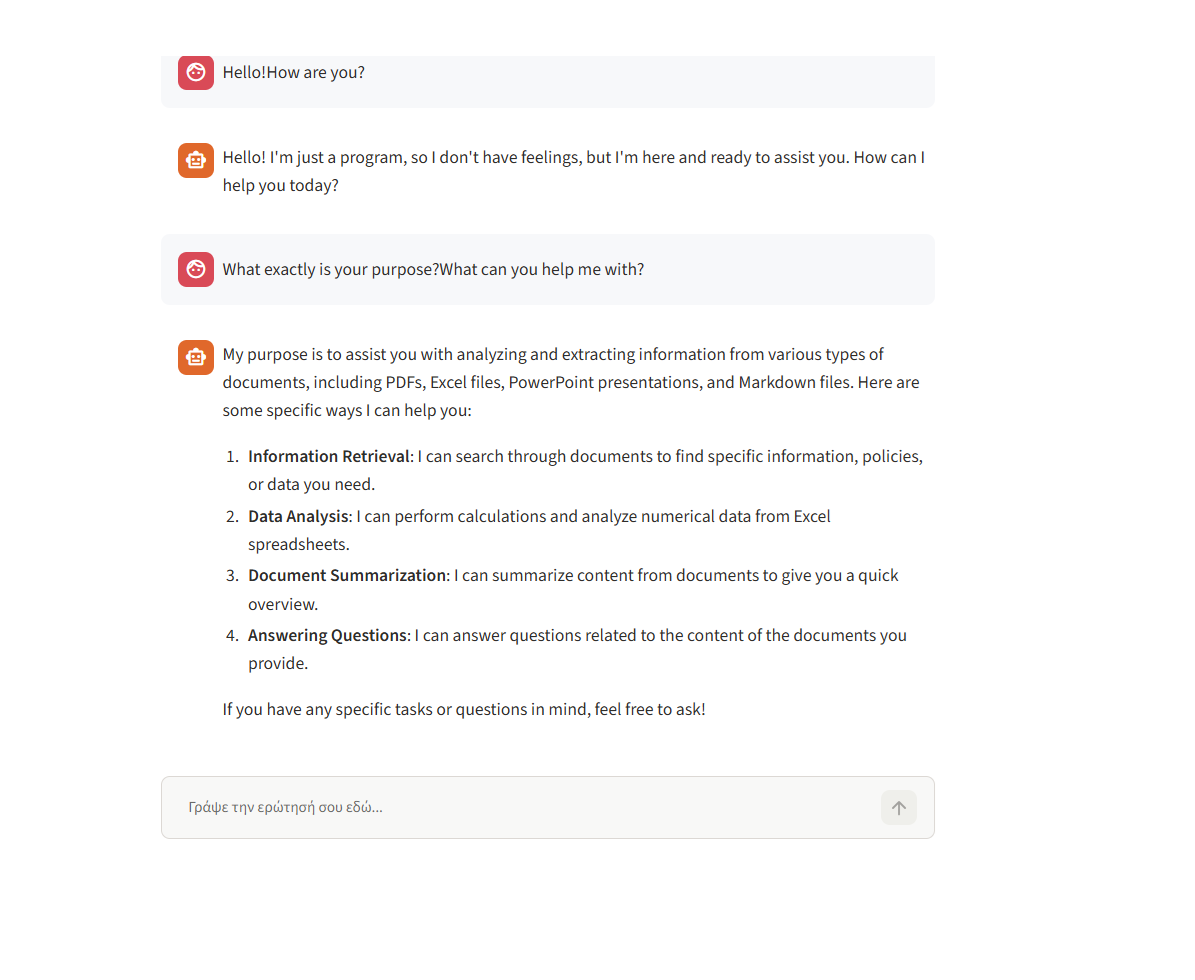 Hello!How are you?
Hello! I'm just a program, so I don't have feelings, but I'm here and ready to assist you. How can I
help you today?
What exactly is your purpose?What can you help me with?
My purpose is to assist you with analyzing and extracting information from various types of
documents, including PDFs, Excel files, PowerPoint presentations, and Markdown files. Here are
some specific ways I can help you:
1. Information Retrieval: I can search through documents to find specific information, policies,
or data you need.
2. Data Analysis: I can perform calculations and analyze numerical data from Excel
spreadsheets.
3. Document Summarization: I can summarize content from documents to give you a quick
overview.
4. Answering Questions: I can answer questions related to the content of the documents you
provide.
If you have any specific tasks or questions in mind, feel free to ask!
Γράψε την ερώτησή σου εδώ...